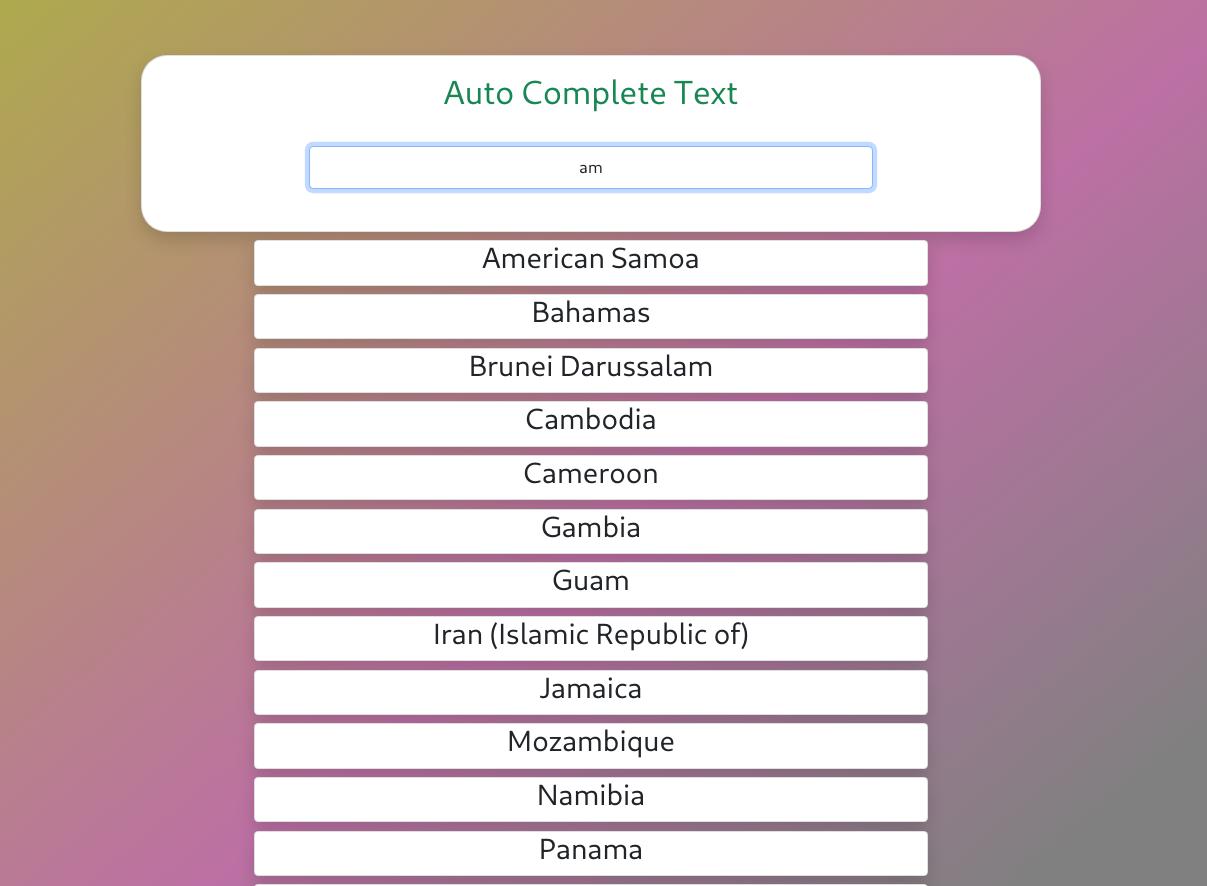 Auto Complete Text
am
American Samoa
Bahamas
Brunei Darussalam
Cambodia
Cameroon
Gambia
Guam
Iran (Islamic Republic of)
Jamaica
Mozambique
Namibia
Panama